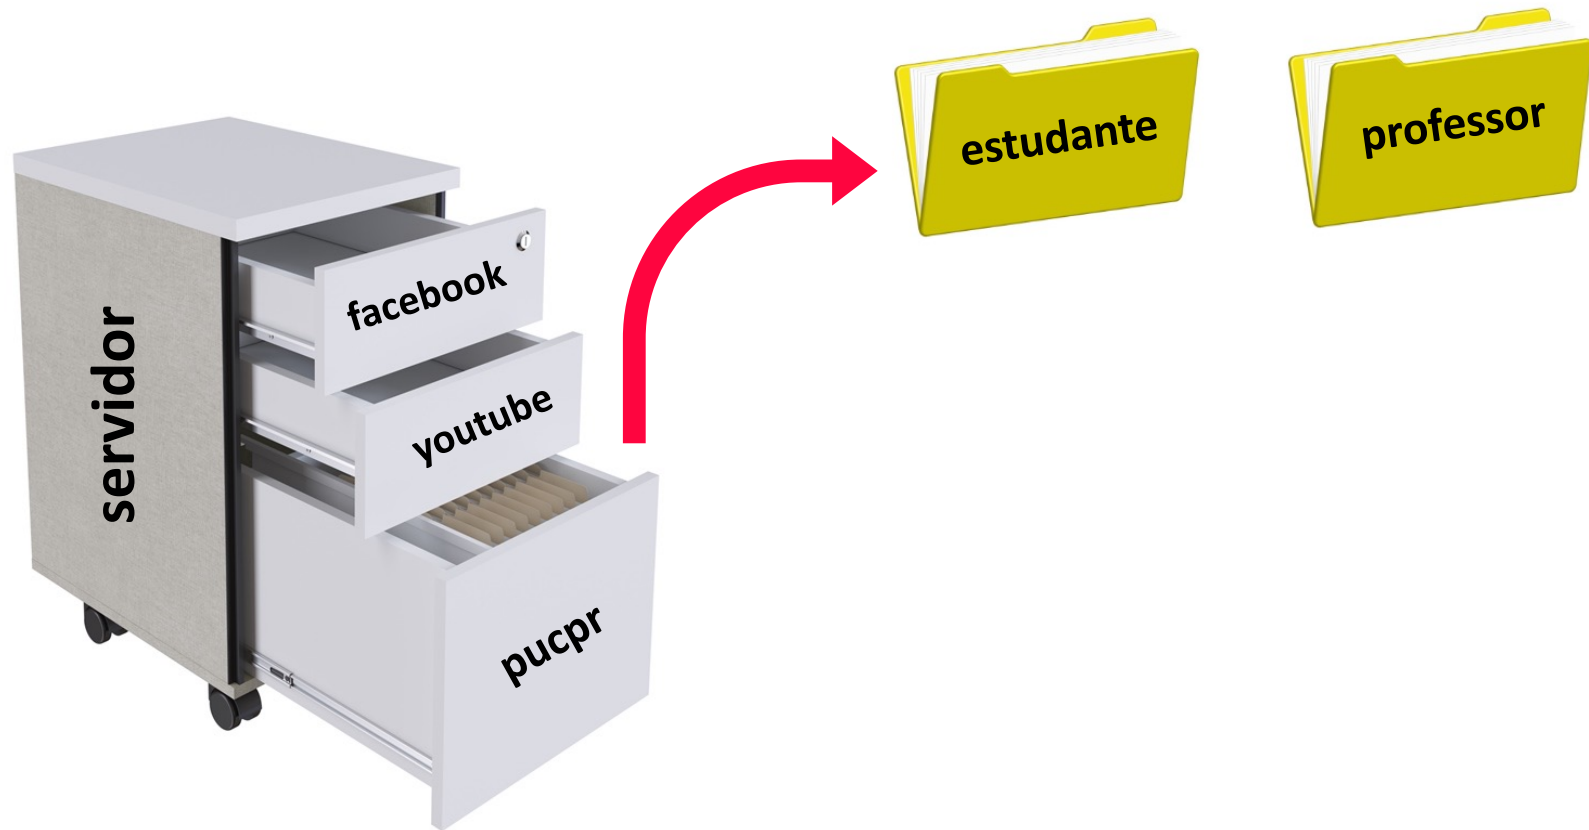 servidor
facebook
youtube
pucpr
estudante
professor